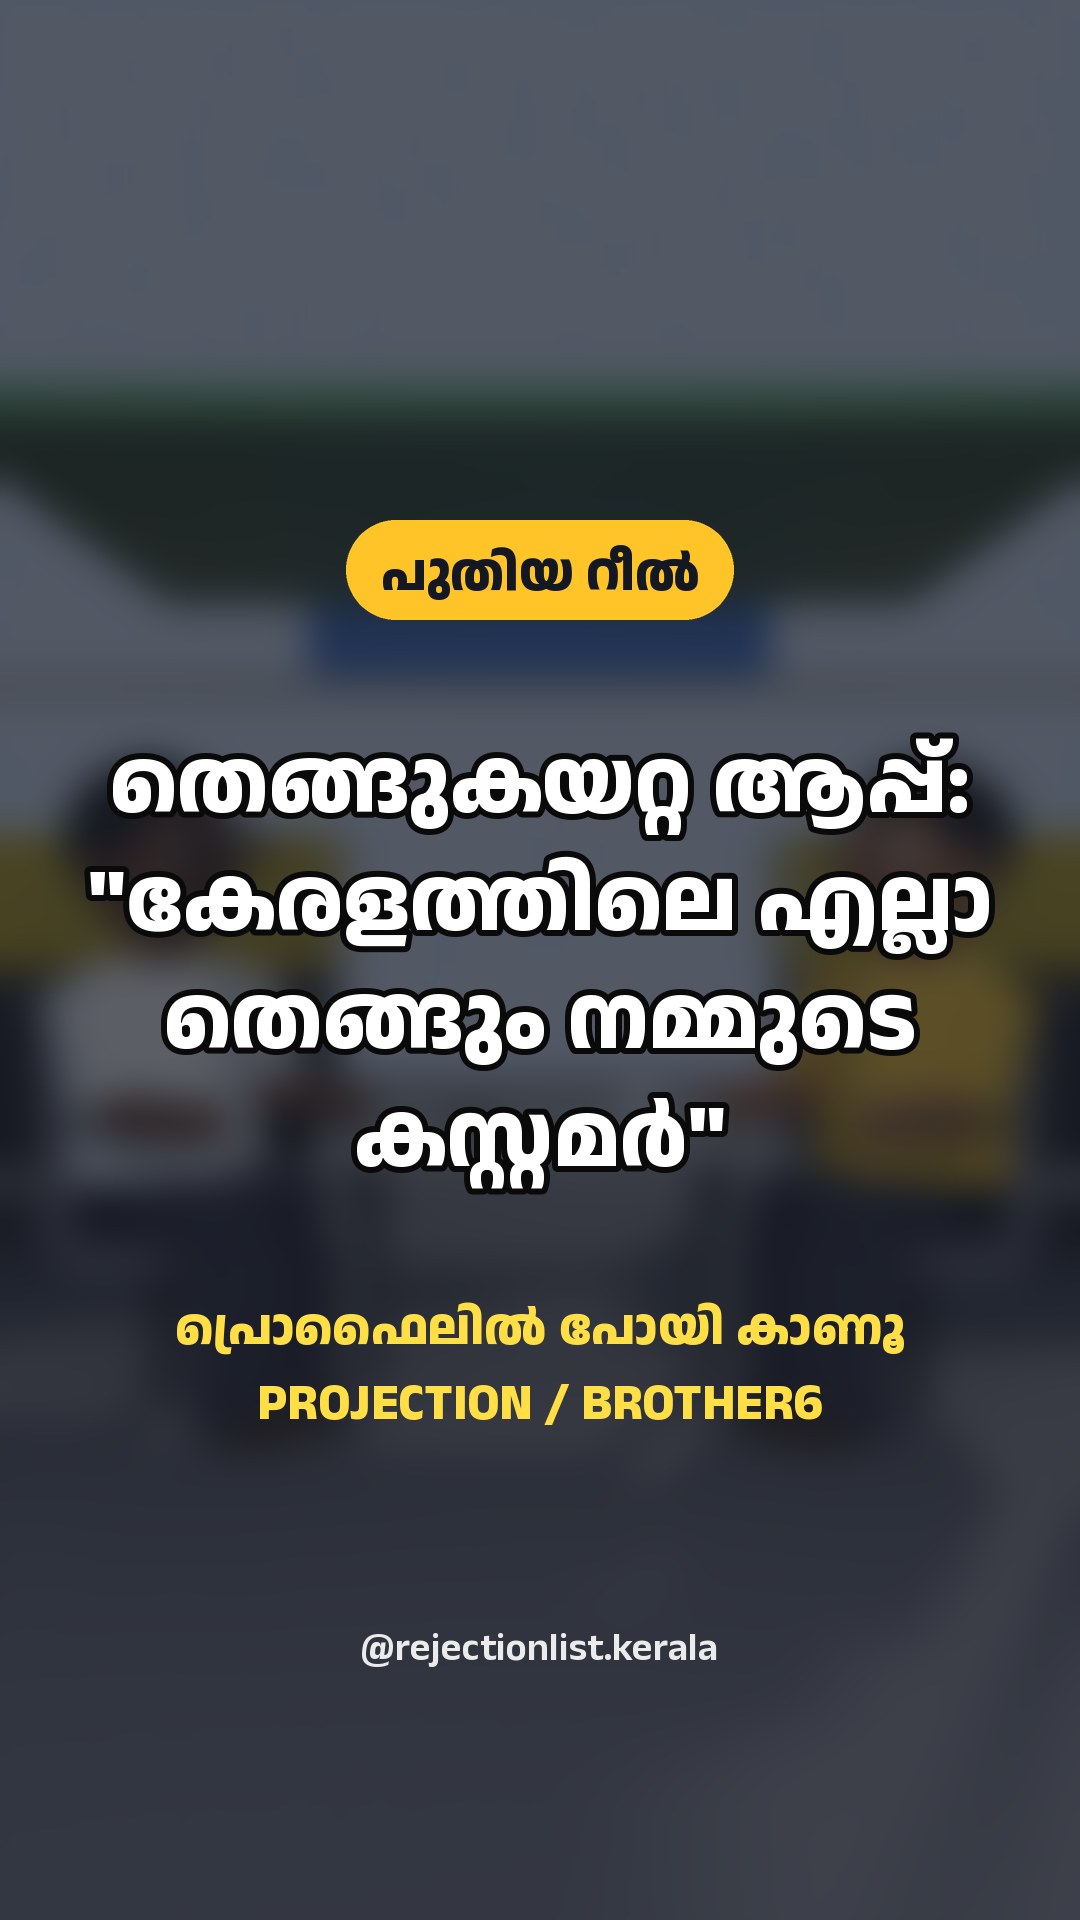 പുതിയ റീൽ
തെങ്ങുകയറ്റ ആപ്പ്:
"കേരളത്തിലെ എല്ലാ
തെങ്ങും നമ്മുടെ
കസ്റ്റമർ"
പ്രൊഫൈലിൽ പോയി കാണൂ
PROJECTION / BROTHER6
@rejectionlist.kerala